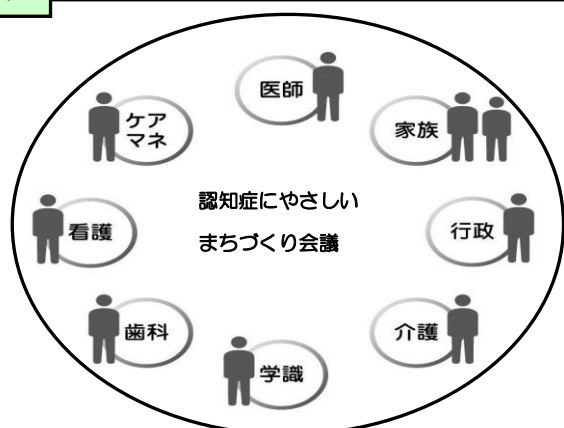 医師
ケア
マネ
家族
認知症にやさしい
まちづくり会議
看護
行政
歯科
介護
学識